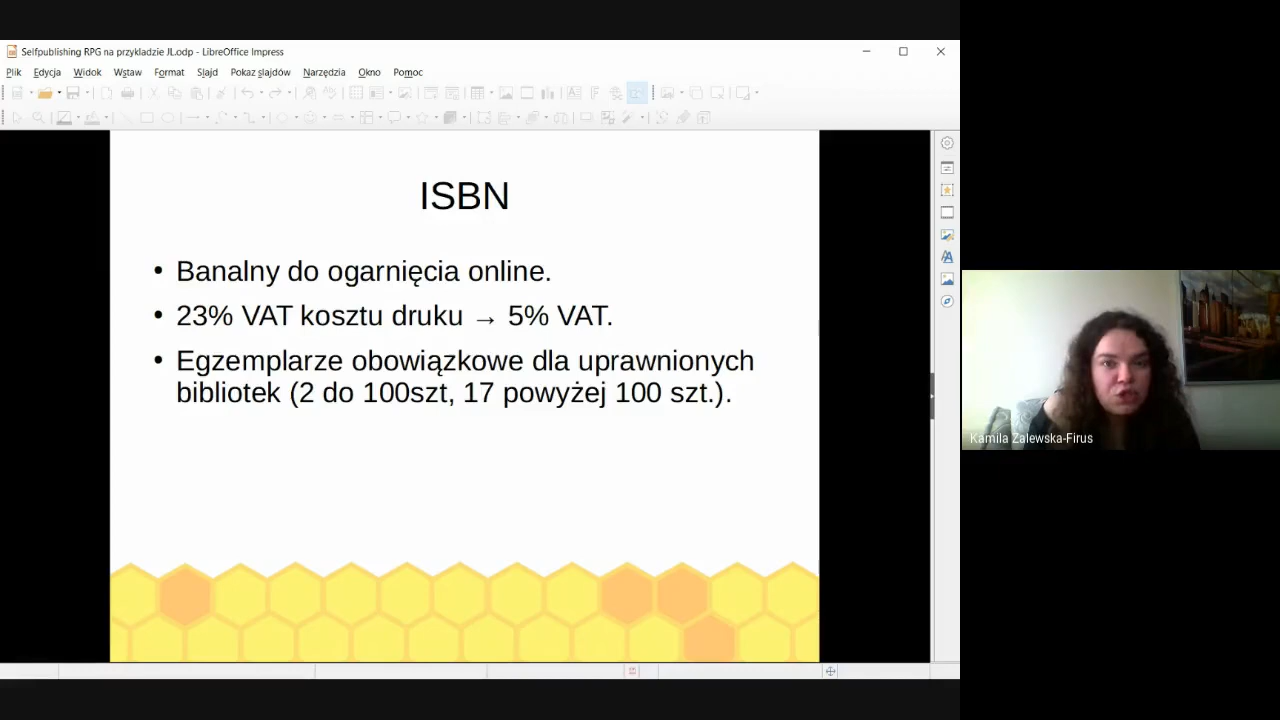 Selfpublishing RPG na przykladzie JL.odp - LibreOffice Impress
Plik Edycja Widok Wstaw Format Slajd Pokaz slajdów Narzędzia Okno Pomoc
ISBN
• Banalny do ogarnięcia online.
• 23% VAT kosztu druku → 5% VAT.
• Egzemplarze obowiązkowe dla uprawnionych
bibliotek (2 do 100szt, 17 powyżej 100 szt.).
Kamila Zalewska-Firus